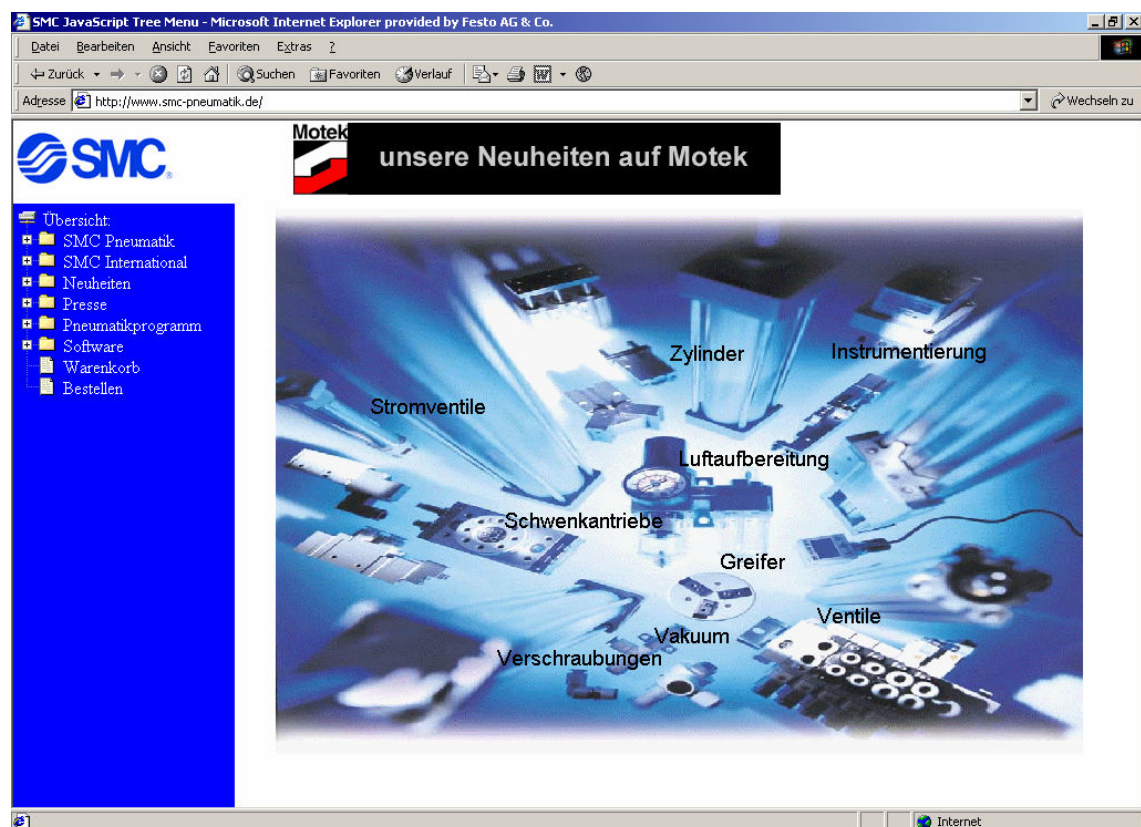 SMC JavaScript Tree Menu - Microsoft Internet Explorer provided by Festo AG & Co.
Datei Bearbeiten Ansicht Favoriten Extras ?
Zurück Suchen Favoriten Verlauf
Adresse http://www.smc-pneumatik.de/ Wechseln zu
SMC
Motek
unsere Neuheiten auf Motek
Übersicht:
SMC Pneumatik
SMC International
Neuheiten
Presse
Pneumatikprogramm
Software
Warenkorb
Bestellen
Zylinder
Instrumentierung
Stromventile
Luftaufbereitung
Schwenkantriebe
Greifer
Ventile
Vakuum
Verschraubungen
Internet